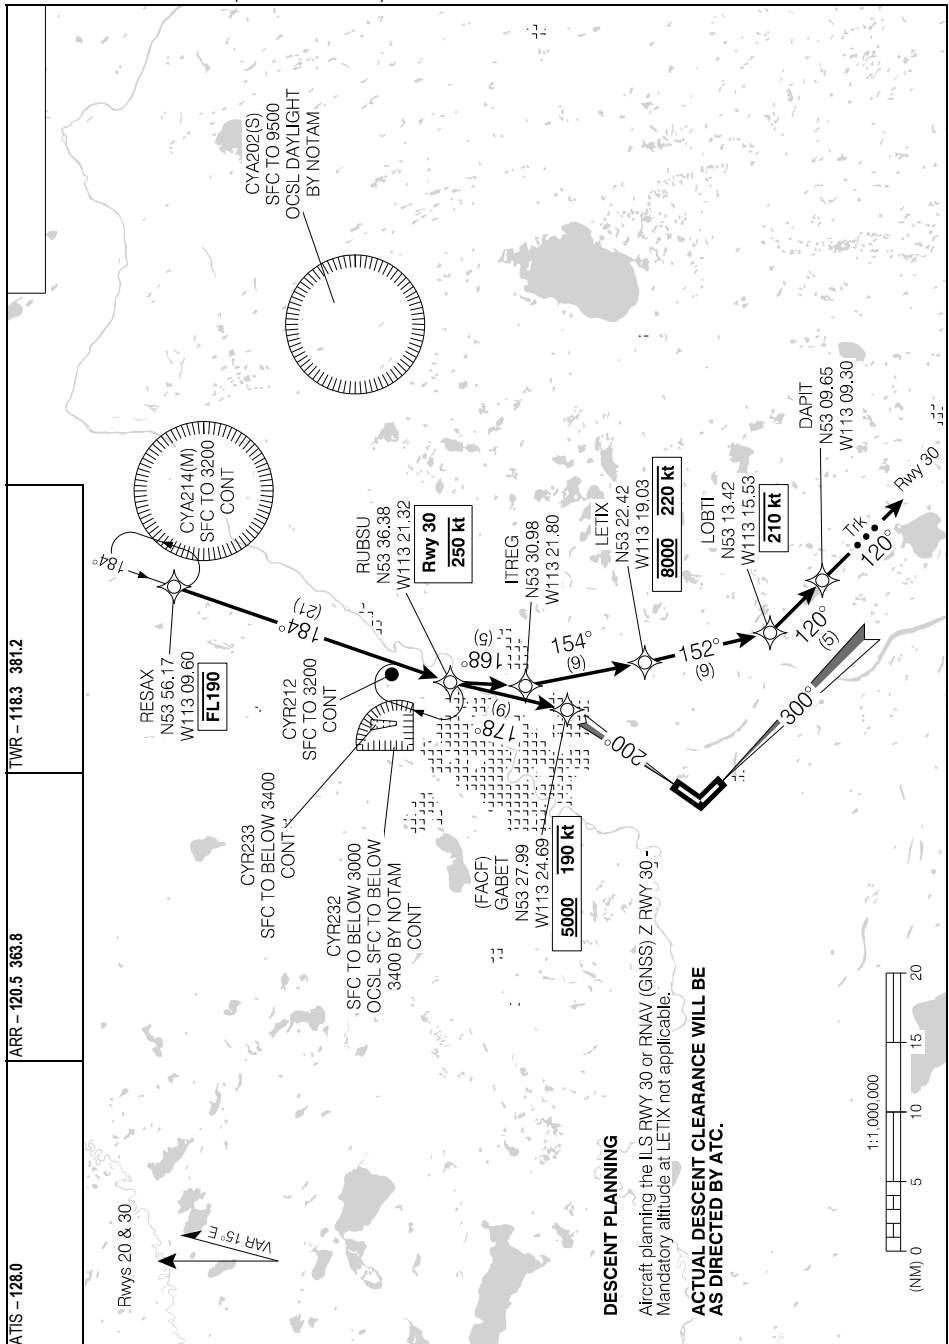 ATIS – 128.0
ARR – 120.5 363.8
TWR – 118.3 381.2
Rwys 20 & 30
VAR 15° E
CYA202(S)
SFC TO 9500
OCSL DAYLIGHT
BY NOTAM
CYA214(M)
SFC TO 3200
CONT
184°
RESAX
N53 56.17
W113 09.60
FL190
184°
(21)
CYR212
SFC TO 3200
CONT
RUBSU
N53 36.38
W113 21.32
Rwy 30
250 kt
CYR233
SFC TO BELOW 3400
CONT
CYR232
SFC TO BELOW 3000
OCSL SFC TO BELOW
3400 BY NOTAM
CONT
168°
(5)
178°
(9)
ITREG
N53 30.98
W113 21.80
(FACF)
GABET
N53 27.99
W113 24.69
5000 190 kt
154°
(9)
LETIX
N53 22.42
W113 19.03
8000 220 kt
152°
(9)
LOBTI
N53 13.42
W113 15.53
210 kt
120°
(5)
DAPIT
N53 09.65
W113 09.30
Trk
120°
Rwy 30
200°
300°
DESCENT PLANNING
Aircraft planning the ILS RWY 30 or RNAV (GNSS) Z RWY 30 -
Mandatory altitude at LETIX not applicable.
ACTUAL DESCENT CLEARANCE WILL BE
AS DIRECTED BY ATC.
1:1,000,000
(NM) 0 5 10 15 20